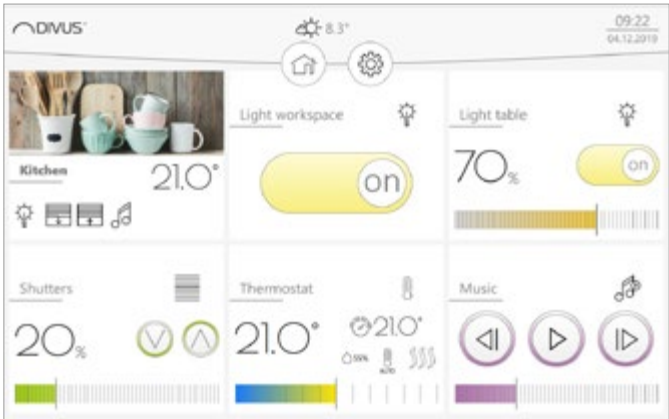 DIVUS
8.3°
09:22
04.12.2019
Kitchen
21.0°
Light workspace
on
Light table
70%
on
Shutters
20%
Thermostat
21.0°
21.0°
55%
AUTO
Music